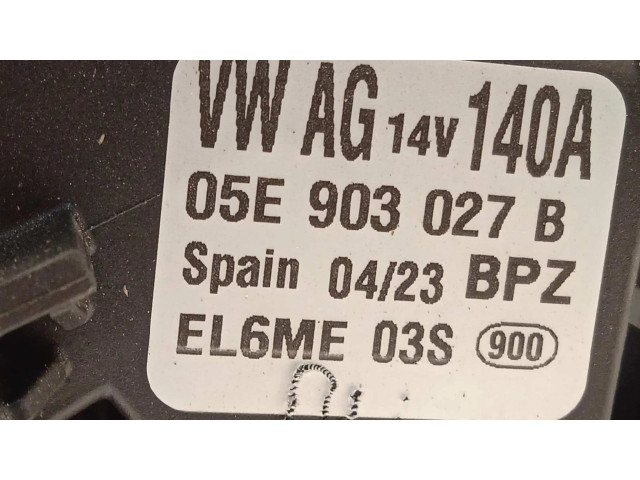 VW AG 14V 140A
05E 903 027 B
Spain 04/23 BPZ
EL6ME 03S 900